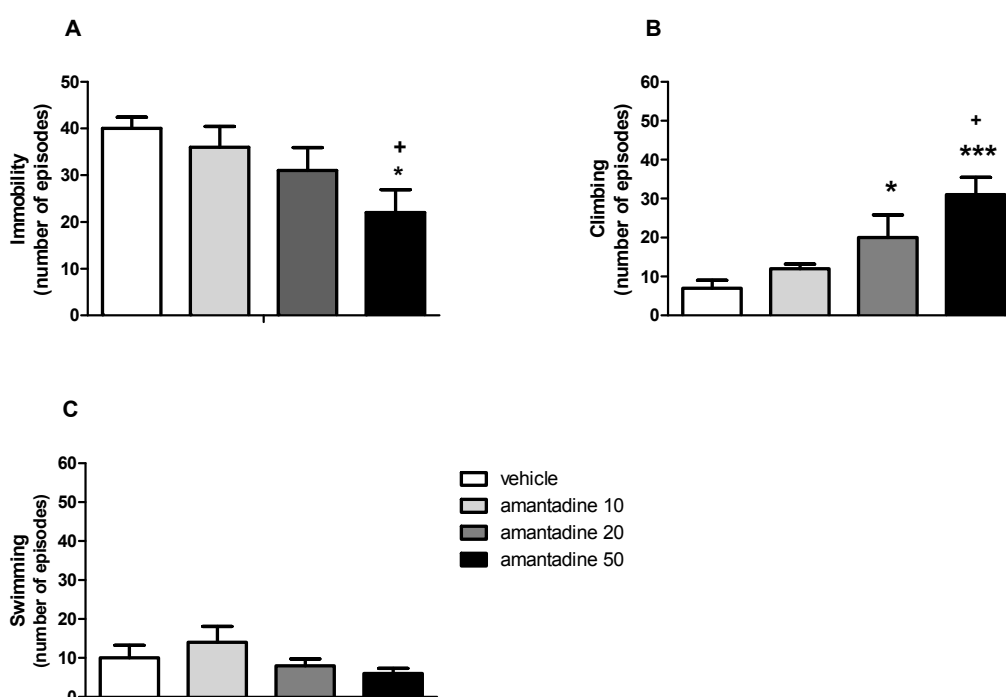 A
50
40
30
20
10
0
Immobility
(number of episodes)
+
*
B
60
50
40
30
20
10
0
Climbing
(number of episodes)
*
+
***
C
60
50
40
30
20
10
0
Swimming
(number of episodes)
vehicle
amantadine 10
amantadine 20
amantadine 50